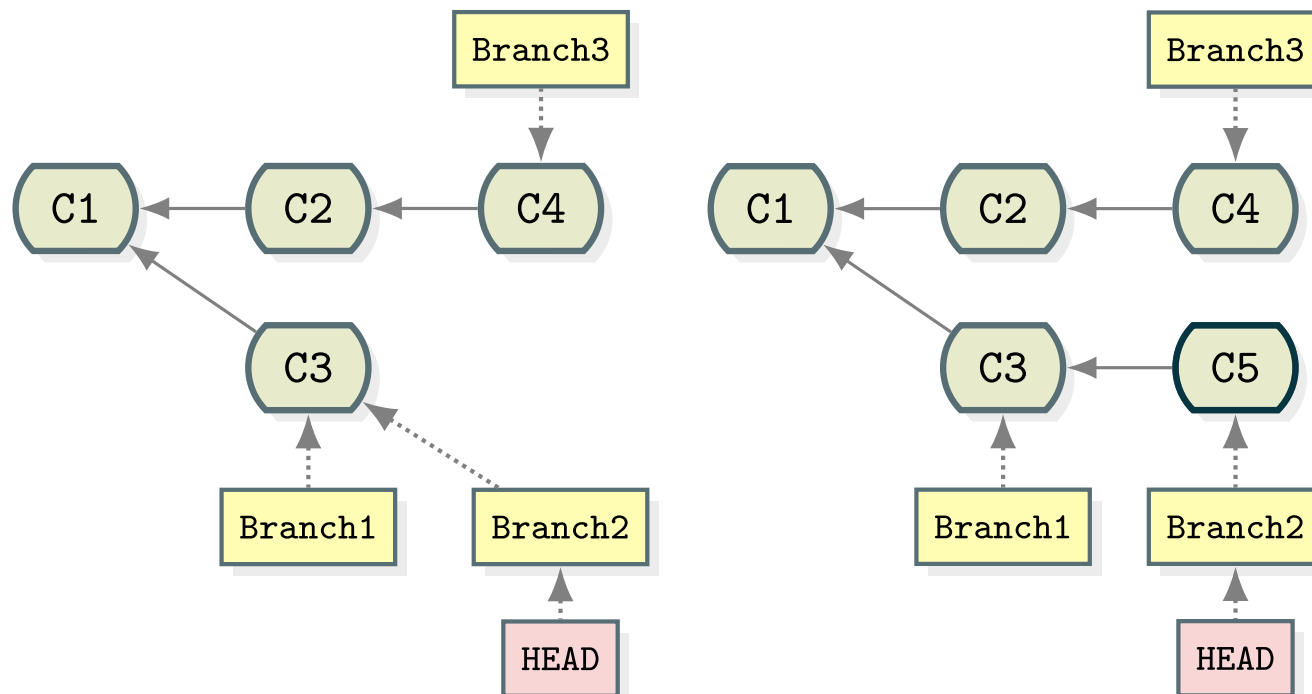 Branch3
C1 C2 C4
C3
Branch1 Branch2
HEAD
Branch3
C1 C2 C4
C3 C5
Branch1 Branch2
HEAD